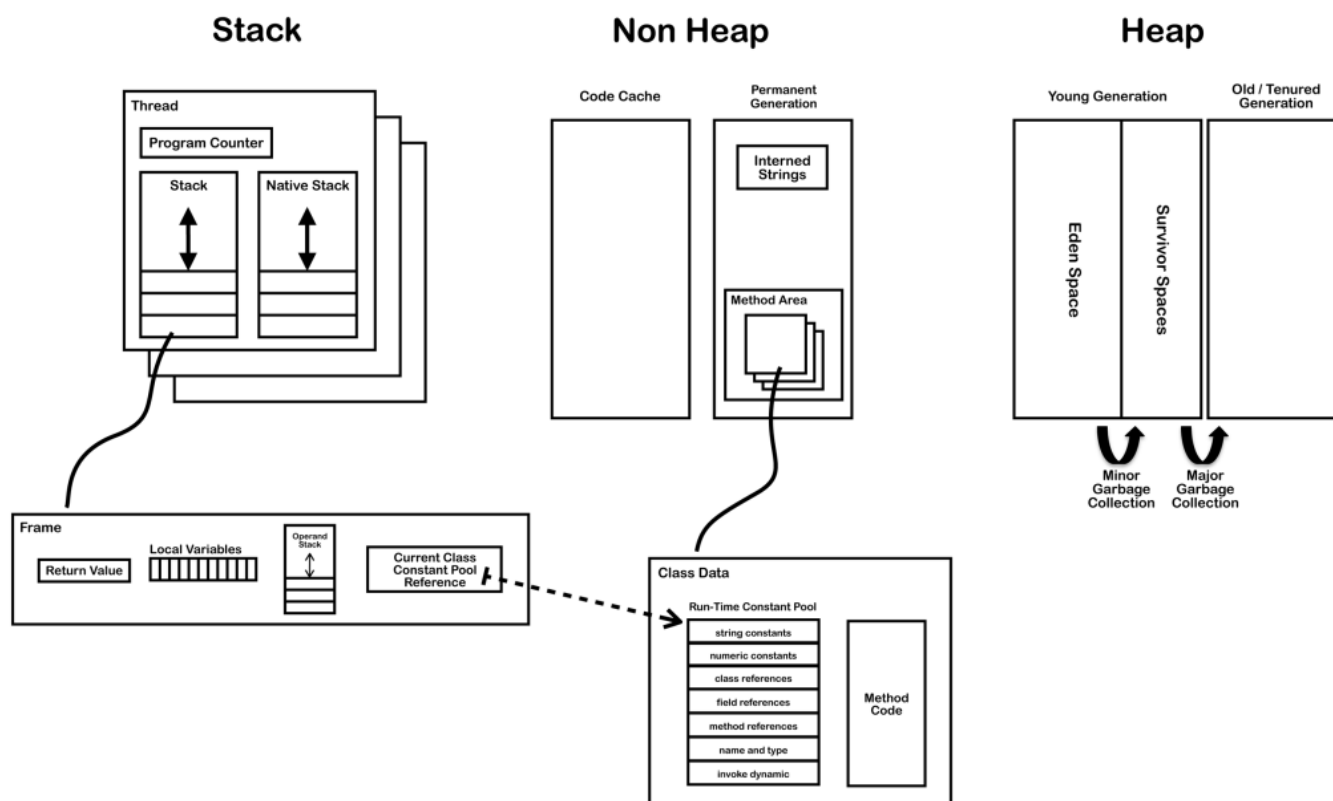 Stack
Non Heap
Heap
Thread
Program Counter
Stack
Native Stack
Code Cache
Permanent
Generation
Interned
Strings
Method Area
Young Generation
Old / Tenured
Generation
Eden Space
Survivor Spaces
Minor
Garbage
Collection
Major
Garbage
Collection
Frame
Return Value
Local Variables
Operand
Stack
Current Class
Constant Pool
Reference
Class Data
Run-Time Constant Pool
string constants
numeric constants
class references
field references
method references
name and type
invoke dynamic
Method
Code